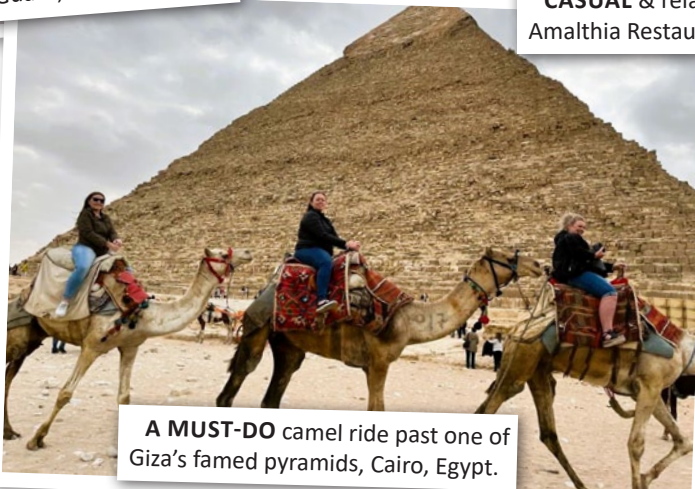 CASUAL & rela
Amalthia Restau
A MUST-DO camel ride past one of
Giza's famed pyramids, Cairo, Egypt.